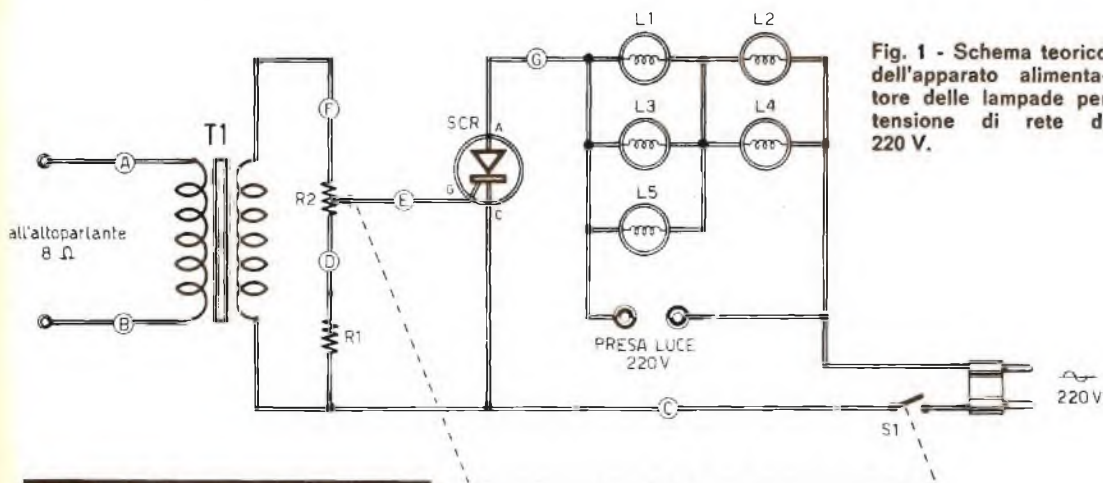 L1
L2
G
Fig. 1 - Schema teorico
dell'apparato alimenta-
tore delle lampade per
tensione di rete di
220 V.
F
SCR
A
L3
L4
T1
A
G
E
C
R2
L5
all'altoparlante
8 Ω
D
B
R1
PRESA LUCE
220 V
C
S1
220 V